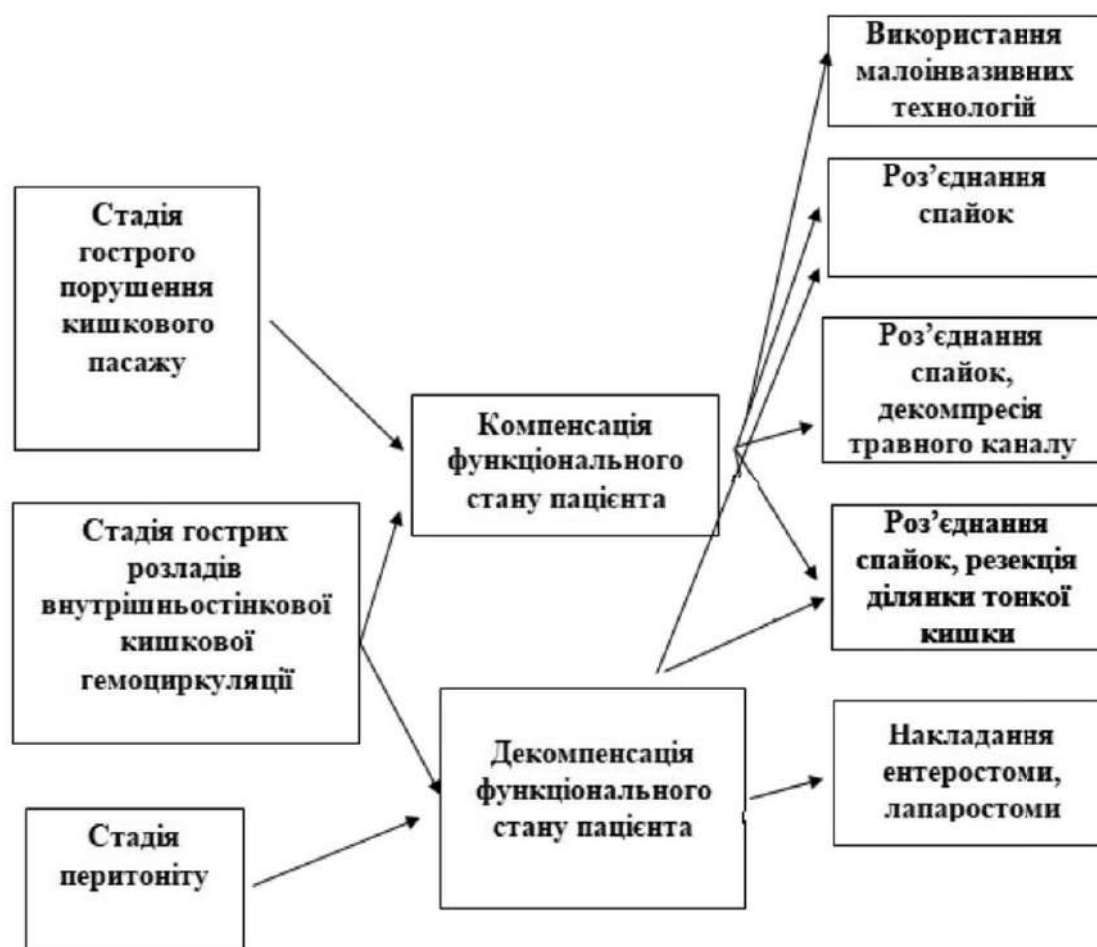 Стадія
гострого
порушення
кишкового
пасажу
Стадія гострих
розладів
внутрішньостінкової
кишкової
гемоциркуляції
Стадія
перитоніту
Компенсація
функціонального
стану пацієнта
Декомпенсація
функціонального
стану пацієнта
Використання
малоінвазивних
технологій
Роз’єднання
спайок
Роз’єднання
спайок,
декомпресія
травного каналу
Роз’єднання
спайок, резекція
ділянки тонкої
кишки
Накладання
ентеростоми,
лапаростоми